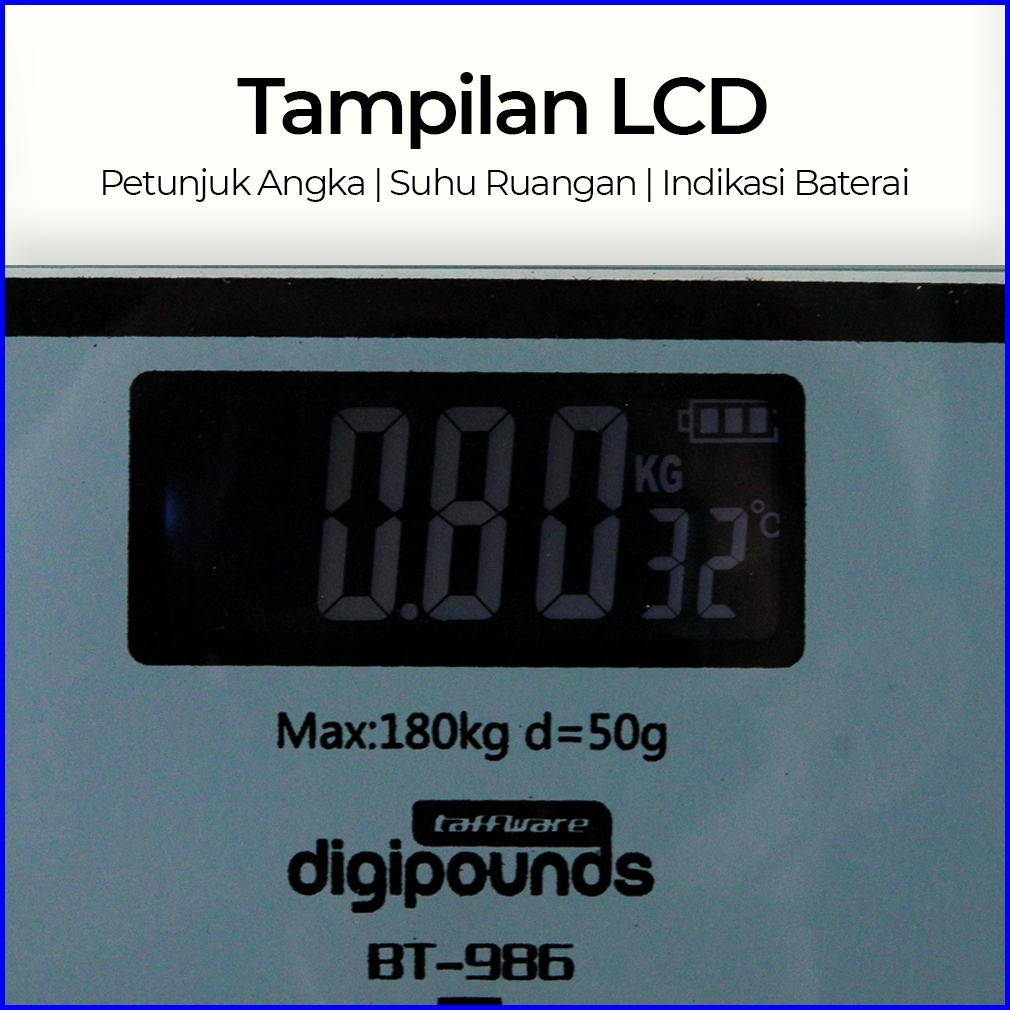 Tampilan LCD
Petunjuk Angka | Suhu Ruangan | Indikasi Baterai
0.80 KG
32 °C
Max:180kg d=50g
taffware
digipounds
BT-986